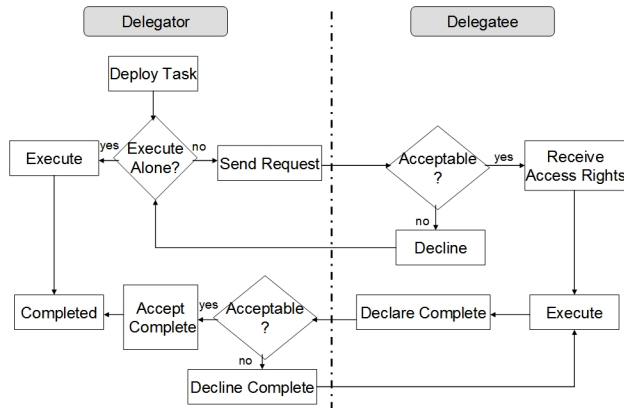 Delegator
Delegatee
Deploy Task
Execute
yes
Execute
Alone?
no
Send Request
Acceptable
?
yes
Receive
Access Rights
no
Decline
Completed
Accept
Complete
yes
Acceptable
?
Declare Complete
Execute
no
Decline Complete